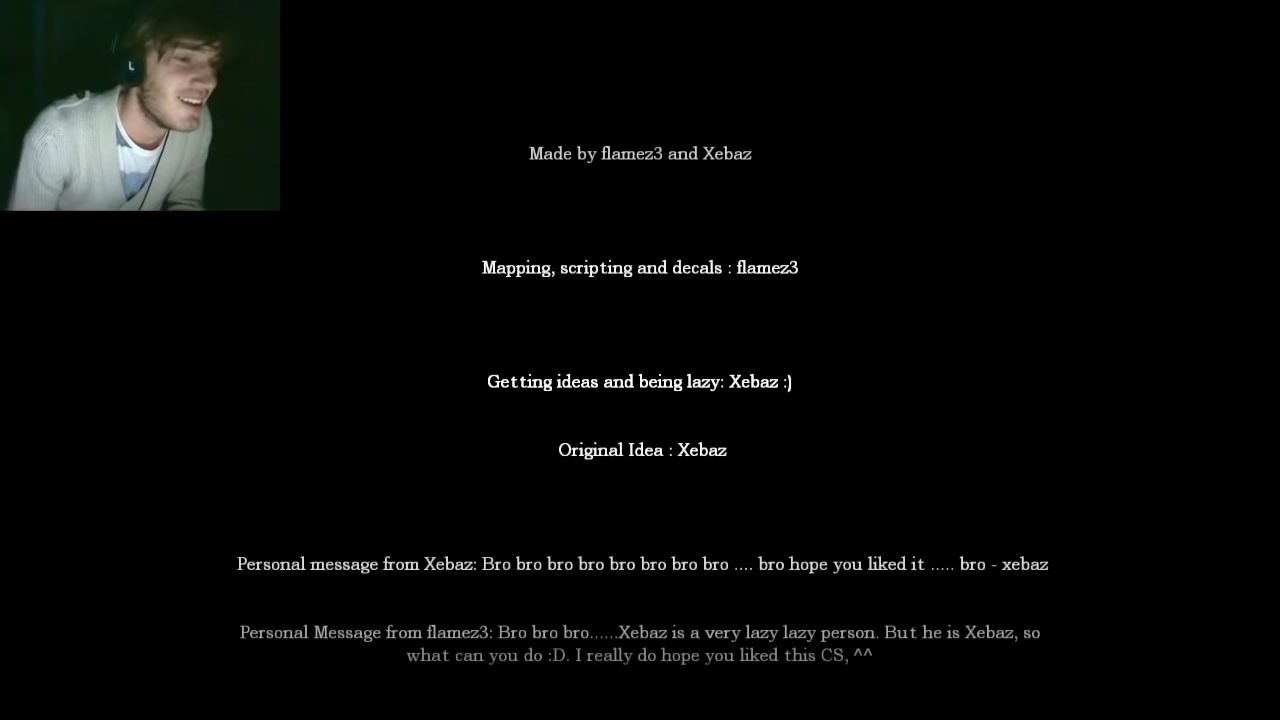 Made by flamez3 and Xebaz
Mapping, scripting and decals : flamez3
Getting ideas and being lazy: Xebaz :)
Original Idea : Xebaz
Personal message from Xebaz: Bro bro bro bro bro bro bro bro .... bro hope you liked it ..... bro - xebaz
Personal Message from flamez3: Bro bro bro......Xebaz is a very lazy lazy person. But he is Xebaz, so
what can you do :D. I really do hope you liked this CS, ^^